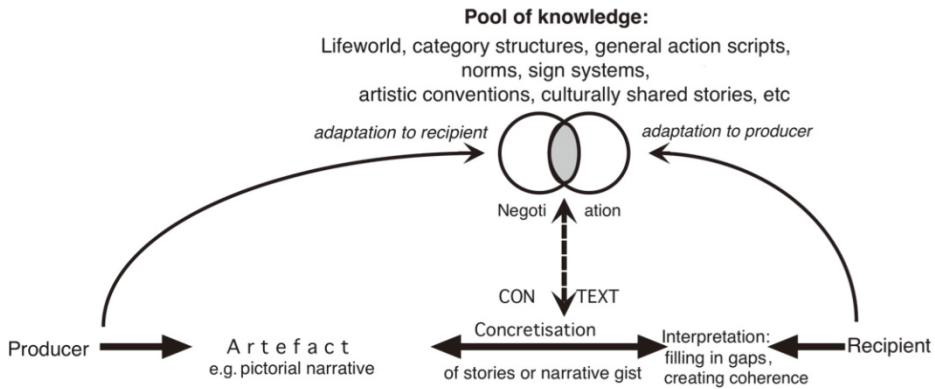 Pool of knowledge:
Lifeworld, category structures, general action scripts,
norms, sign systems,
artistic conventions, culturally shared stories, etc
adaptation to recipient
adaptation to producer
Negoti ation
CON TEXT
Concretisation
Producer
Artefact
e.g. pictorial narrative
of stories or narrative gist
Interpretation:
filling in gaps,
creating coherence
Recipient